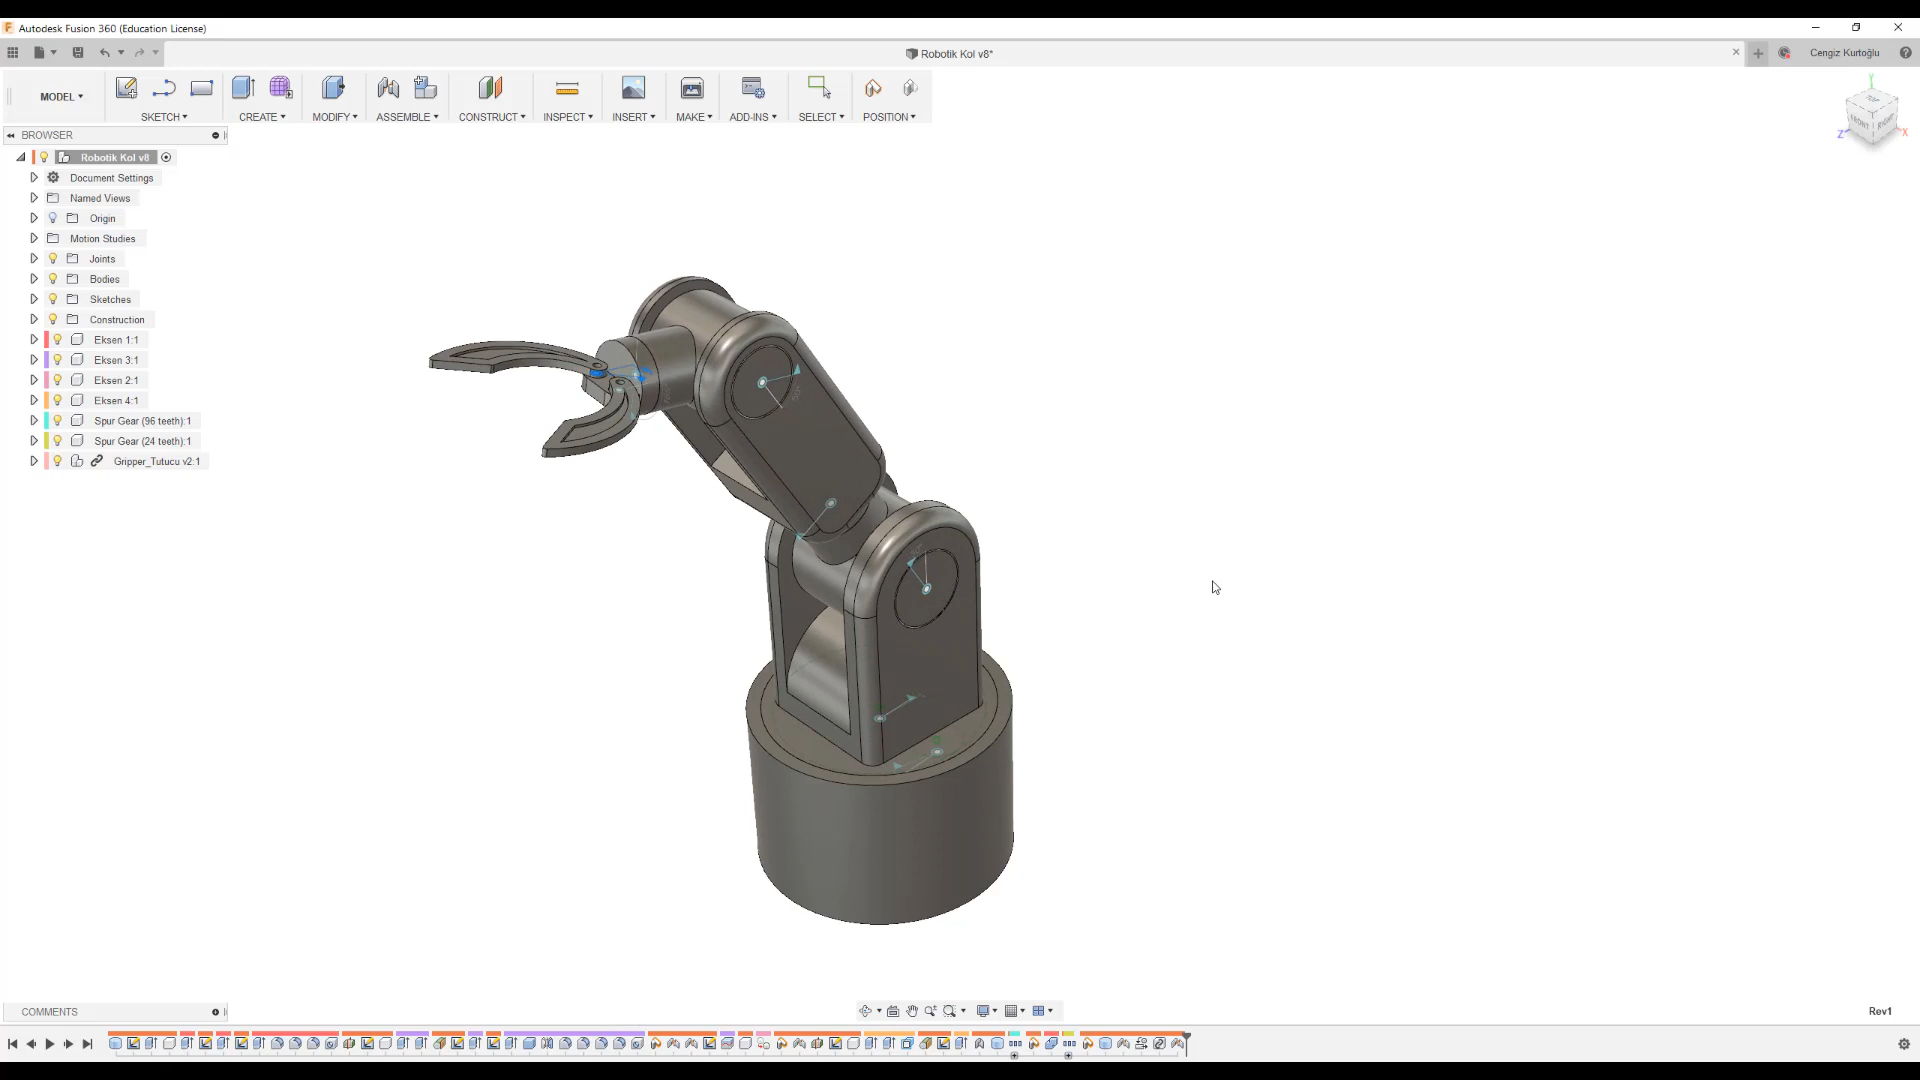 Autodesk Fusion 360 (Education License)
Robotik Kol v8*
Cengiz Kurtoğlu
MODEL
SKETCH
CREATE
MODIFY
ASSEMBLE
CONSTRUCT
INSPECT
INSERT
MAKE
ADD-INS
SELECT
POSITION
Y
TOP
FRONT
RIGHT
Z
X
BROWSER
Robotik Kol v8
Document Settings
Named Views
Origin
Motion Studies
Joints
Bodies
Sketches
Construction
Eksen 1:1
Eksen 3:1
Eksen 2:1
Eksen 4:1
Spur Gear (96 teeth):1
Spur Gear (24 teeth):1
Gripper_Tutucu v2:1
COMMENTS
Rev1